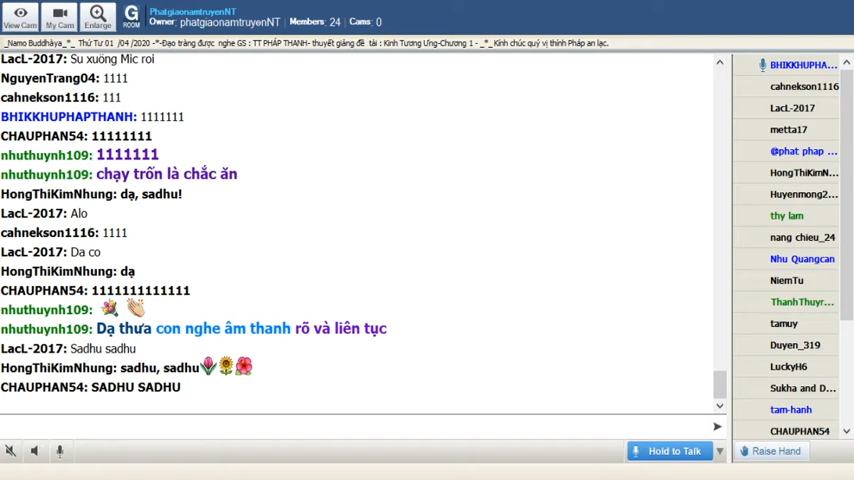 View Cam
My Cam
Enlarge
G
ROOM
PhatgiaonamtruyenNT
Owner: phatgiaonamtruyenNT  Members: 24  Cams: 0
_Namo Buddhàya_*_ Thứ Tư 01 /04 /2020 -*-Đạo tràng được nghe GS : TT PHÁP THANH- thuyết giảng đề tài : Kinh Tương Ưng-Chương 1 - _*_Kính chúc quý vị thính Pháp an lạc.
LacL-2017: Su xuống Mic roi
NguyenTrang04: 1111
cahnekson1116: 111
BHIKKHUPHAPTHANH: 1111111
CHAUPHAN54: 11111111
nhuthuynh109: 1111111
nhuthuynh109: chạy trốn là chắc ăn
HongThiKimNhung: dạ, sadhu!
LacL-2017: Alo
cahnekson1116: 1111
LacL-2017: Da co
HongThiKimNhung: dạ
CHAUPHAN54: 1111111111111
nhuthuynh109:
nhuthuynh109: Dạ thưa con nghe âm thanh rõ và liên tục
LacL-2017: Sadhu sadhu
HongThiKimNhung: sadhu, sadhu
CHAUPHAN54: SADHU SADHU
Hold to Talk
BHIKKHUPHA...
cahnekson1116
LacL-2017
metta17
@phat phap ...
HongThiKimN...
Huyenmong2...
thy lam
nang chieu_24
Nhu Quangcan
NiemTu
ThanhThuyr...
tamuy
Duyen_319
LuckyH6
Sukha and D...
tam-hanh
CHAUPHAN54
Raise Hand